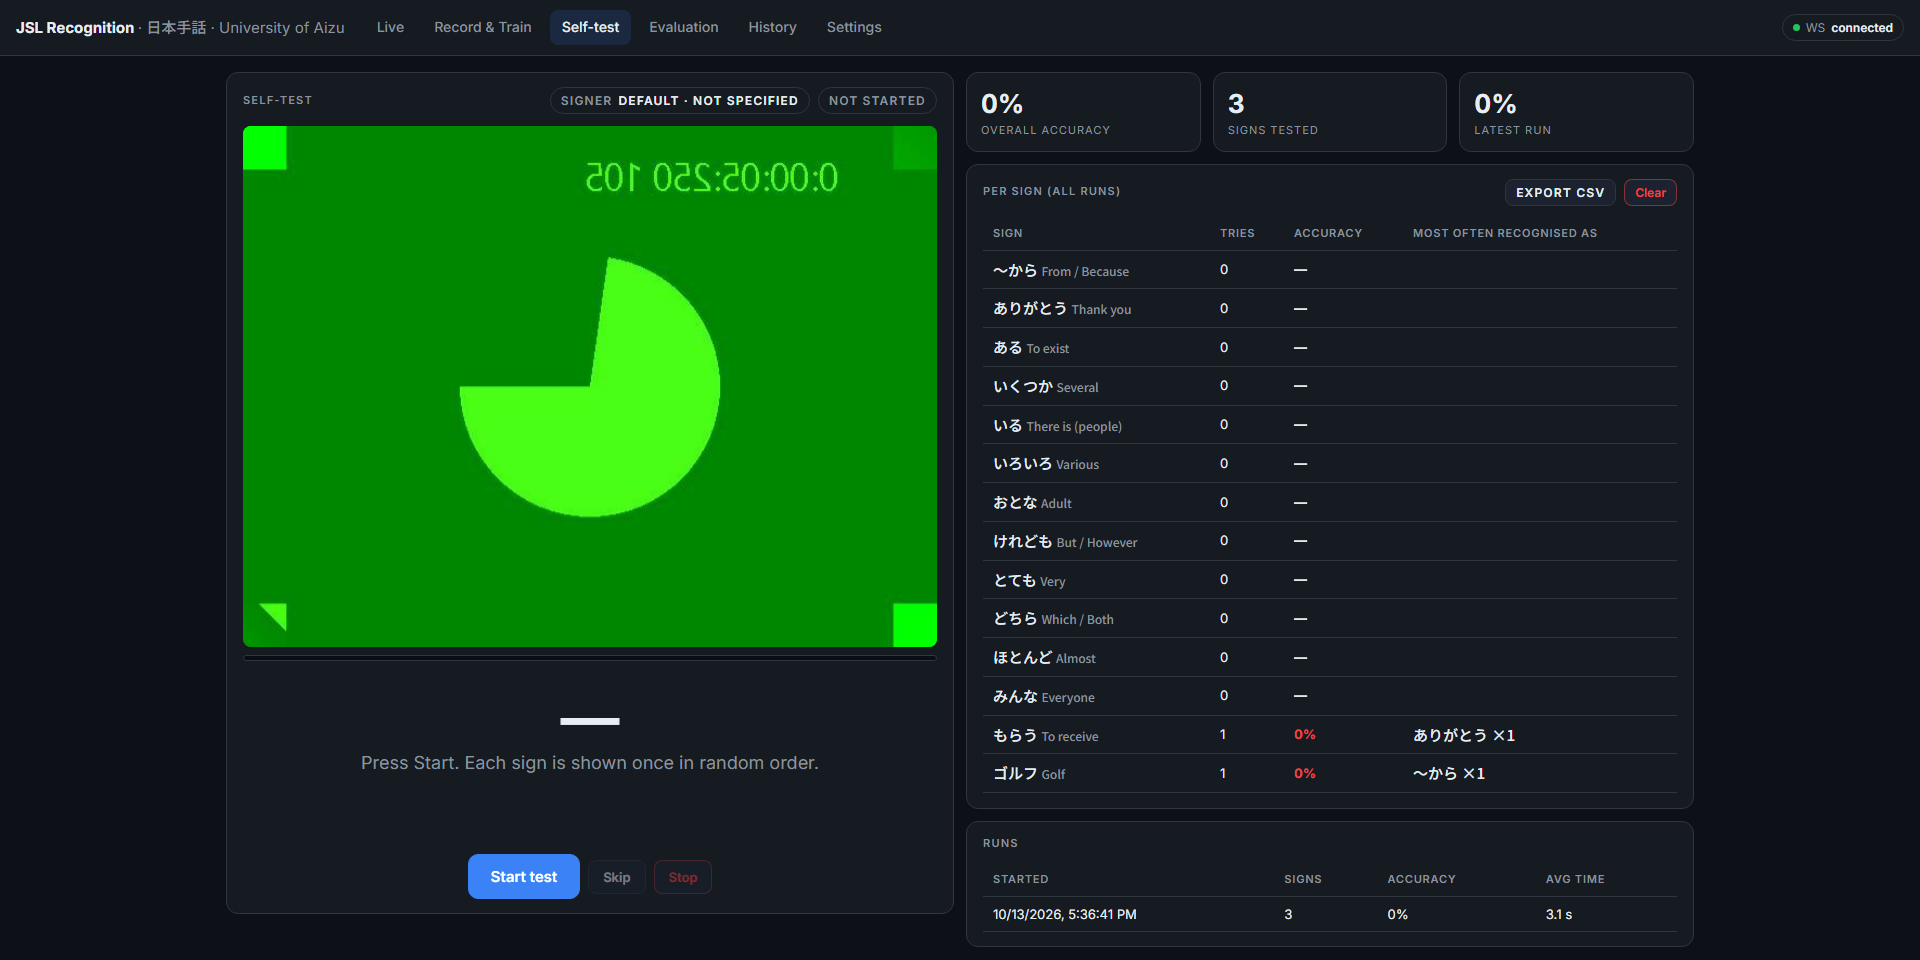 JSL Recognition · 日本手話 · University of Aizu
Live
Record & Train
Self-test
Evaluation
History
Settings
WS connected
SELF-TEST
SIGNER DEFAULT · NOT SPECIFIED
NOT STARTED
0:00:05:250 105
—
Press Start. Each sign is shown once in random order.
Start test
Skip
Stop
0%
OVERALL ACCURACY
3
SIGNS TESTED
0%
LATEST RUN
PER SIGN (ALL RUNS)
EXPORT CSV
Clear
SIGN TRIES ACCURACY MOST OFTEN RECOGNISED AS
～から From / Because 0 —
ありがとう Thank you 0 —
ある To exist 0 —
いくつか Several 0 —
いる There is (people) 0 —
いろいろ Various 0 —
おとな Adult 0 —
けれども But / However 0 —
とても Very 0 —
どちら Which / Both 0 —
ほとんど Almost 0 —
みんな Everyone 0 —
もらう To receive 1 0% ありがとう ×1
ゴルフ Golf 1 0% ～から ×1
RUNS
STARTED SIGNS ACCURACY AVG TIME
10/13/2026, 5:36:41 PM 3 0% 3.1 s